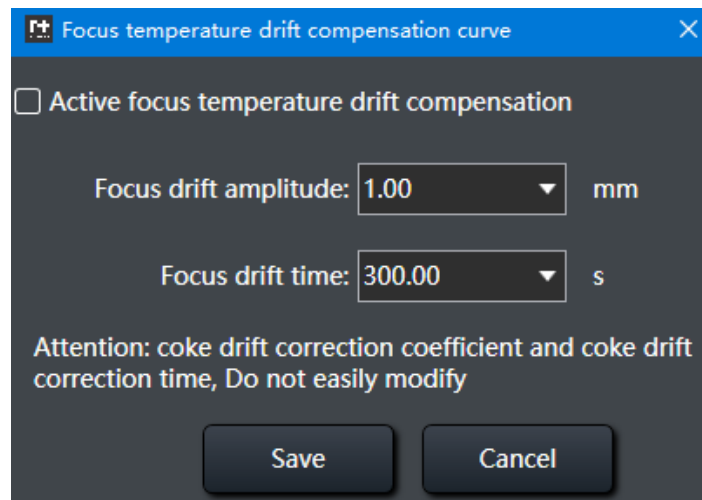 Focus temperature drift compensation curve
Active focus temperature drift compensation
Focus drift amplitude: 1.00 mm
Focus drift time: 300.00 s
Attention: coke drift correction coefficient and coke drift
correction time, Do not easily modify
Save Cancel